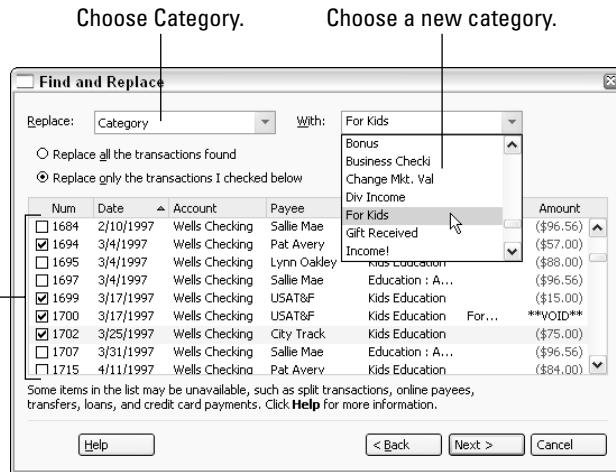 Choose Category. Choose a new category.
Find and Replace
Replace: Category With: For Kids
Bonus
Business Checki
Change Mkt. Val
Div Income
For Kids
Gift Received
Income!
Replace all the transactions found
Replace only the transactions I checked below
Num Date Account Payee Amount
1684 2/10/1997 Wells Checking Sallie Mae ($96.56)
1694 3/4/1997 Wells Checking Pat Avery ($57.00)
1695 3/4/1997 Wells Checking Lynn Oakley Kids Education ($88.00)
1697 3/4/1997 Wells Checking Sallie Mae Education : A... ($96.56)
1699 3/17/1997 Wells Checking USAT&F Kids Education ($15.00)
1700 3/17/1997 Wells Checking USAT&F Kids Education For... **VOID**
1702 3/25/1997 Wells Checking City Track Kids Education ($75.00)
1707 3/31/1997 Wells Checking Sallie Mae Education : A... ($96.56)
1715 4/11/1997 Wells Checking Pat Avery Kids Education ($84.00)
Some items in the list may be unavailable, such as split transactions, online payees,
transfers, loans, and credit card payments. Click Help for more information.
Help < Back Next > Cancel